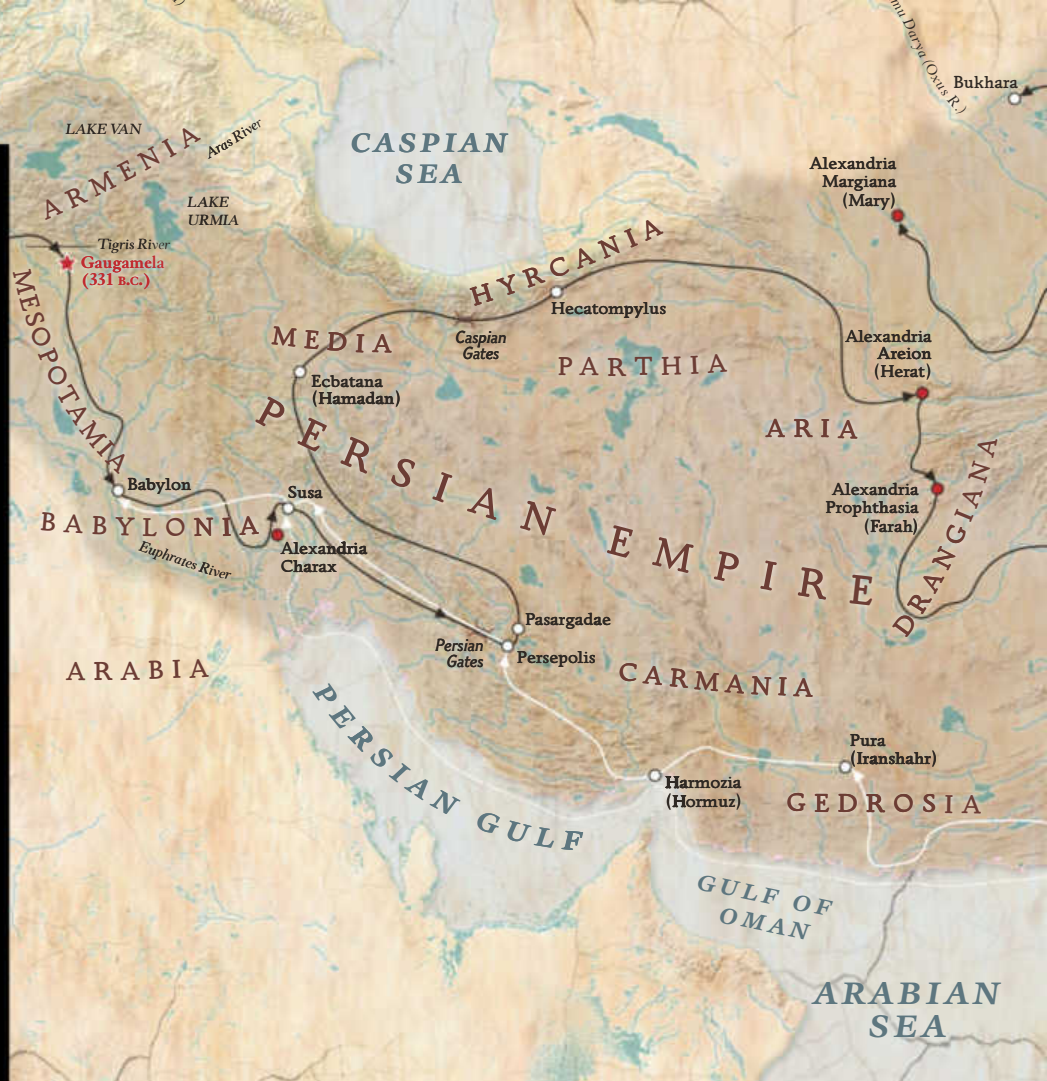 mu Darya (Oxus R.)
Bukhara
LAKE VAN
ARMENIA
Aras River
CASPIAN
SEA
Alexandria
Margiana
(Mary)
LAKE
URMIA
Tigris River
Gaugamela
(331 B.C.)
MESOPOTAMIA
HYRCANIA
Hecatompylus
MEDIA
Caspian
Gates
PARTHIA
Alexandria
Areion
(Herat)
Ecbatana
(Hamadan)
PERSIAN EMPIRE
ARIA
DRANGIANA
Babylon
Susa
Alexandria
Prophthasia
(Farah)
BABYLONIA
Euphrates River
Alexandria
Charax
Pasargadae
Persian
Gates
Persepolis
ARABIA
CARMANIA
PERSIAN GULF
Pura
(Iranshahr)
Harmozia
(Hormuz)
GEDROSIA
GULF OF
OMAN
ARABIAN
SEA